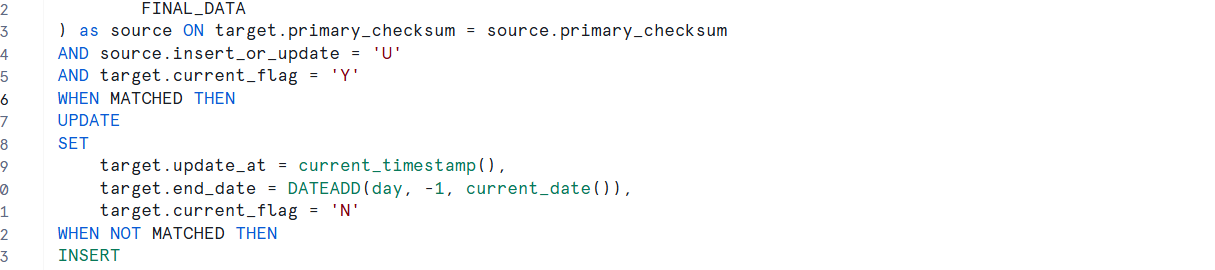 2 FINAL_DATA
3 ) as source ON target.primary_checksum = source.primary_checksum
4 AND source.insert_or_update = 'U'
5 AND target.current_flag = 'Y'
6 WHEN MATCHED THEN
7 UPDATE
8 SET
9 target.update_at = current_timestamp(),
0 target.end_date = DATEADD(day, -1, current_date()),
1 target.current_flag = 'N'
2 WHEN NOT MATCHED THEN
3 INSERT